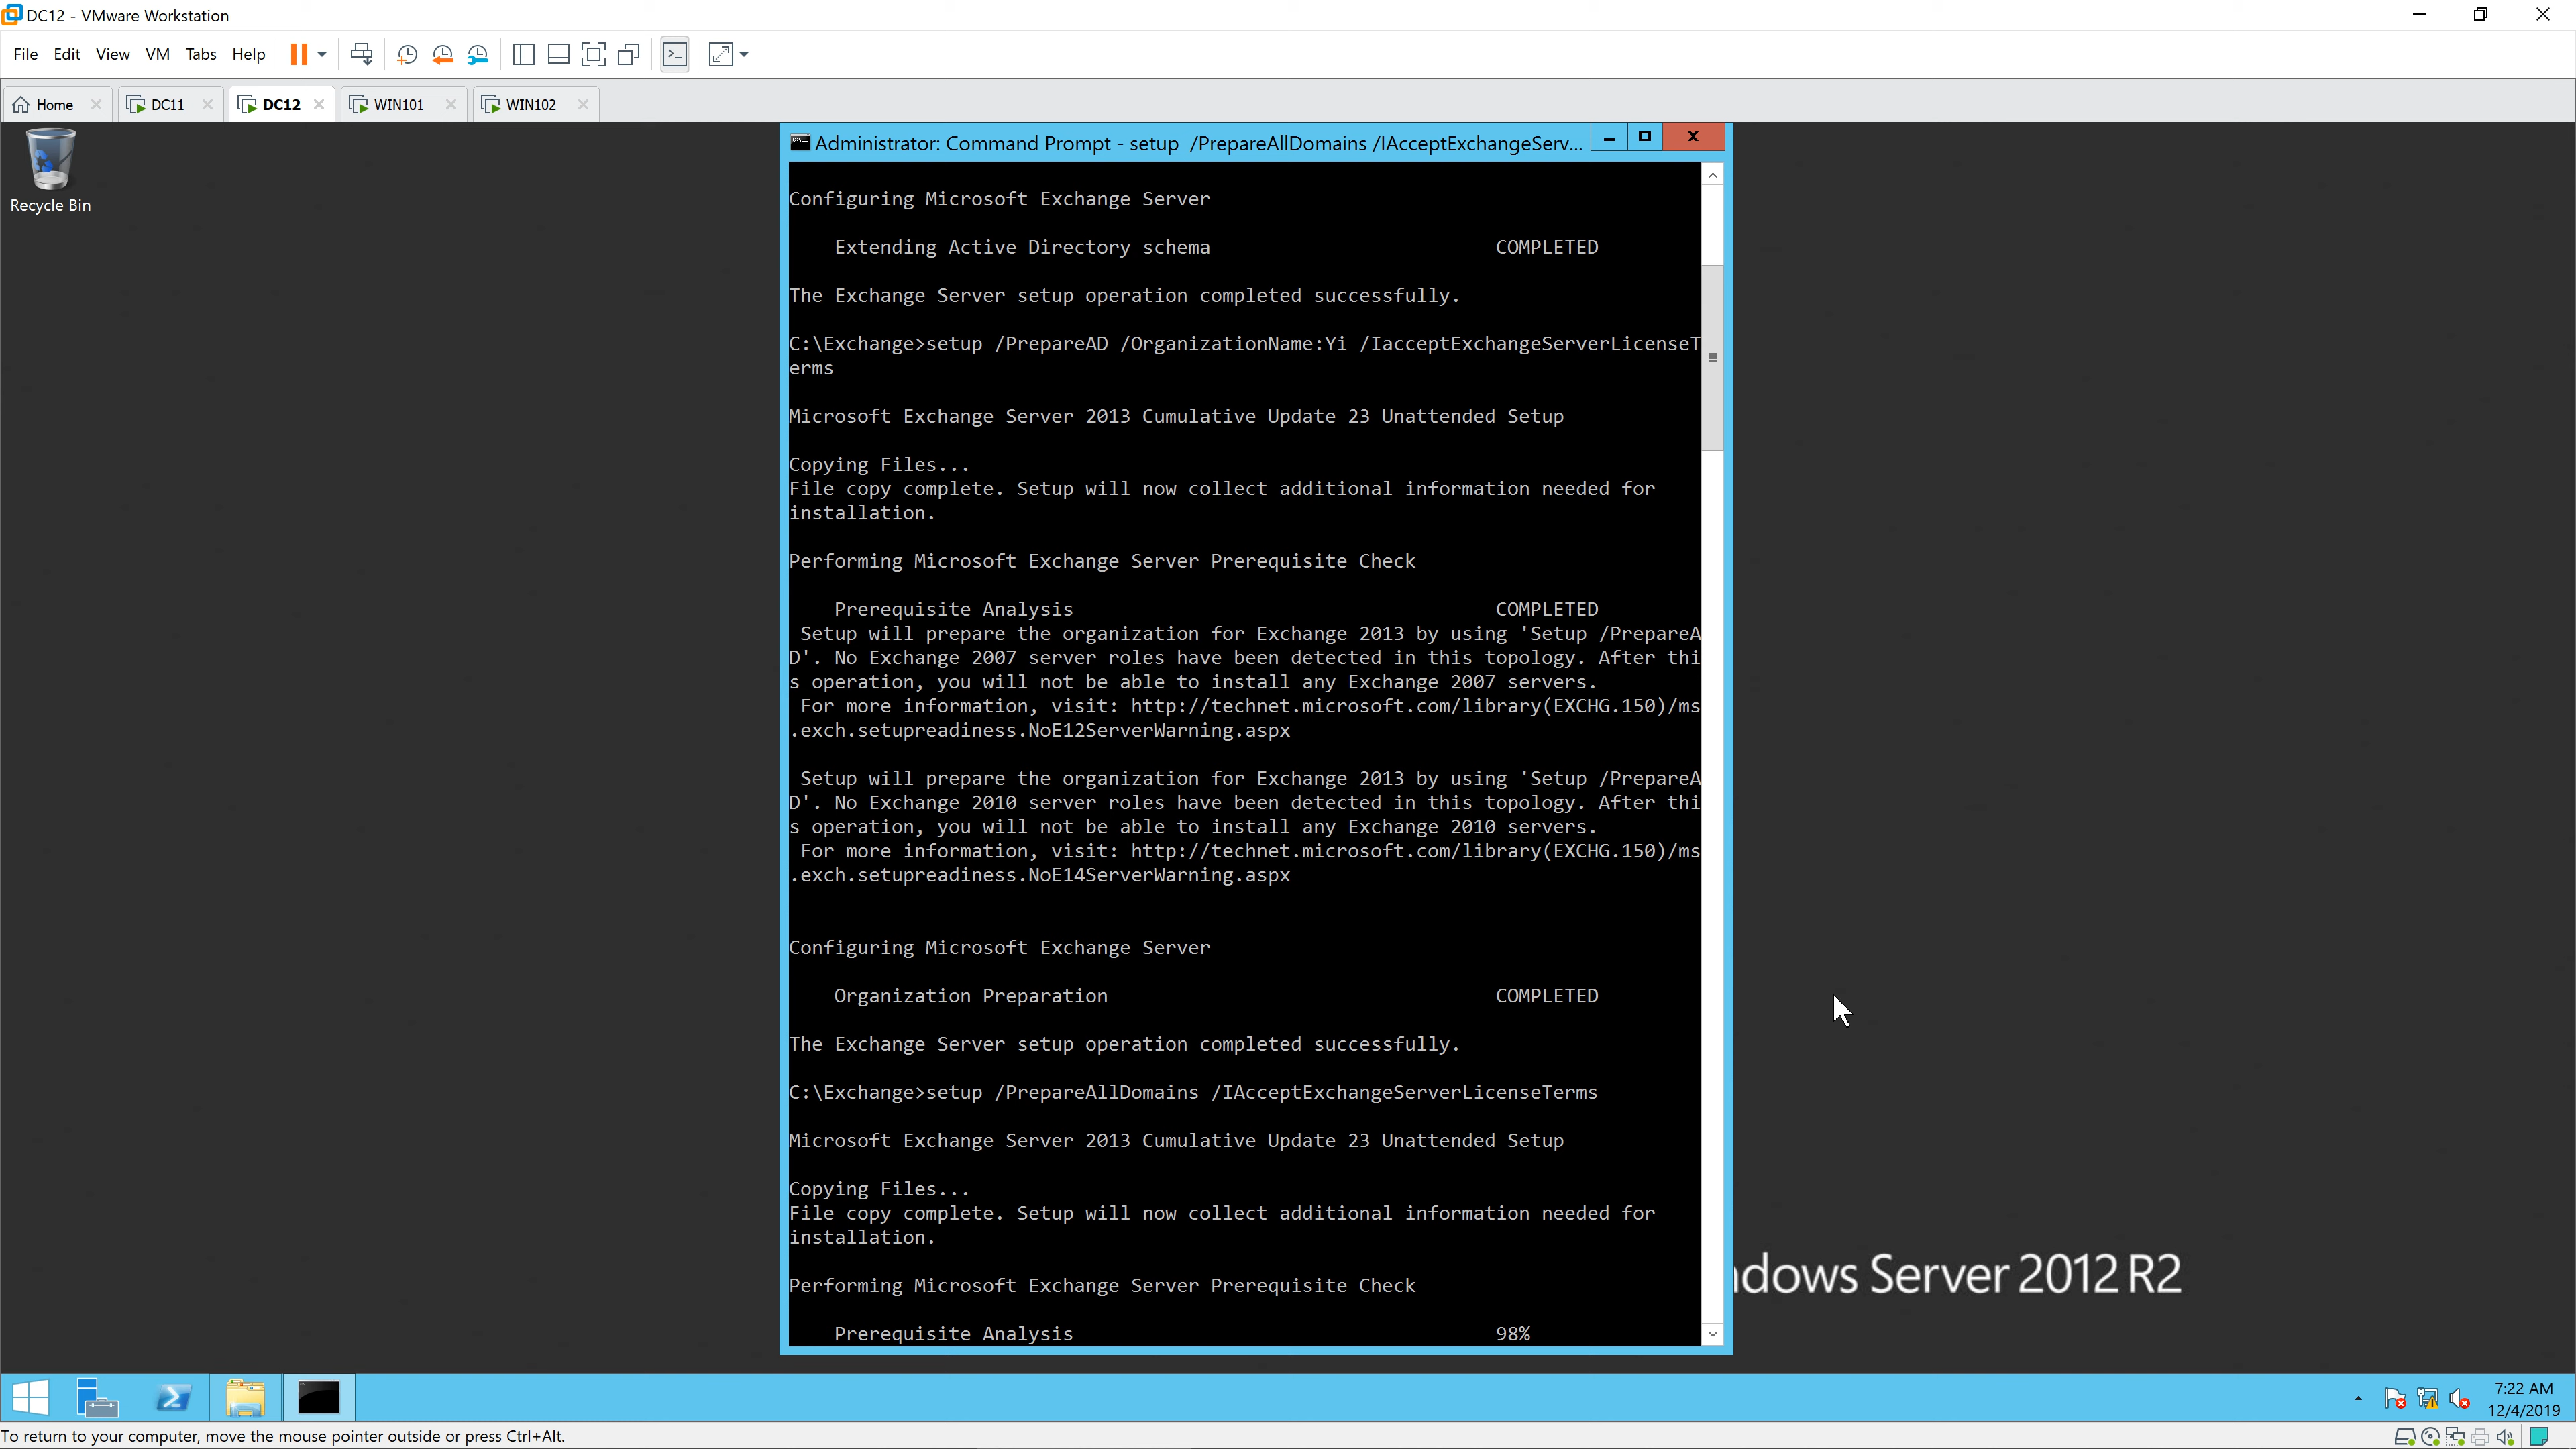 DC12 - VMware Workstation
File Edit View VM Tabs Help
Home DC11 DC12 WIN101 WIN102
Recycle Bin
Administrator: Command Prompt - setup /PrepareAllDomains /IAcceptExchangeServ...
Configuring Microsoft Exchange Server
Extending Active Directory schema COMPLETED
The Exchange Server setup operation completed successfully.
C:\Exchange>setup /PrepareAD /OrganizationName:Yi /IacceptExchangeServerLicenseT
erms
Microsoft Exchange Server 2013 Cumulative Update 23 Unattended Setup
Copying Files...
File copy complete. Setup will now collect additional information needed for
installation.
Performing Microsoft Exchange Server Prerequisite Check
Prerequisite Analysis COMPLETED
Setup will prepare the organization for Exchange 2013 by using 'Setup /PrepareA
D'. No Exchange 2007 server roles have been detected in this topology. After thi
s operation, you will not be able to install any Exchange 2007 servers.
For more information, visit: http://technet.microsoft.com/library(EXCHG.150)/ms
.exch.setupreadiness.NoE12ServerWarning.aspx
Setup will prepare the organization for Exchange 2013 by using 'Setup /PrepareA
D'. No Exchange 2010 server roles have been detected in this topology. After thi
s operation, you will not be able to install any Exchange 2010 servers.
For more information, visit: http://technet.microsoft.com/library(EXCHG.150)/ms
.exch.setupreadiness.NoE14ServerWarning.aspx
Configuring Microsoft Exchange Server
Organization Preparation COMPLETED
The Exchange Server setup operation completed successfully.
C:\Exchange>setup /PrepareAllDomains /IAcceptExchangeServerLicenseTerms
Microsoft Exchange Server 2013 Cumulative Update 23 Unattended Setup
Copying Files...
File copy complete. Setup will now collect additional information needed for
installation.
Performing Microsoft Exchange Server Prerequisite Check
Prerequisite Analysis 98%
ndows Server 2012 R2
7:22 AM
12/4/2019
To return to your computer, move the mouse pointer outside or press Ctrl+Alt.